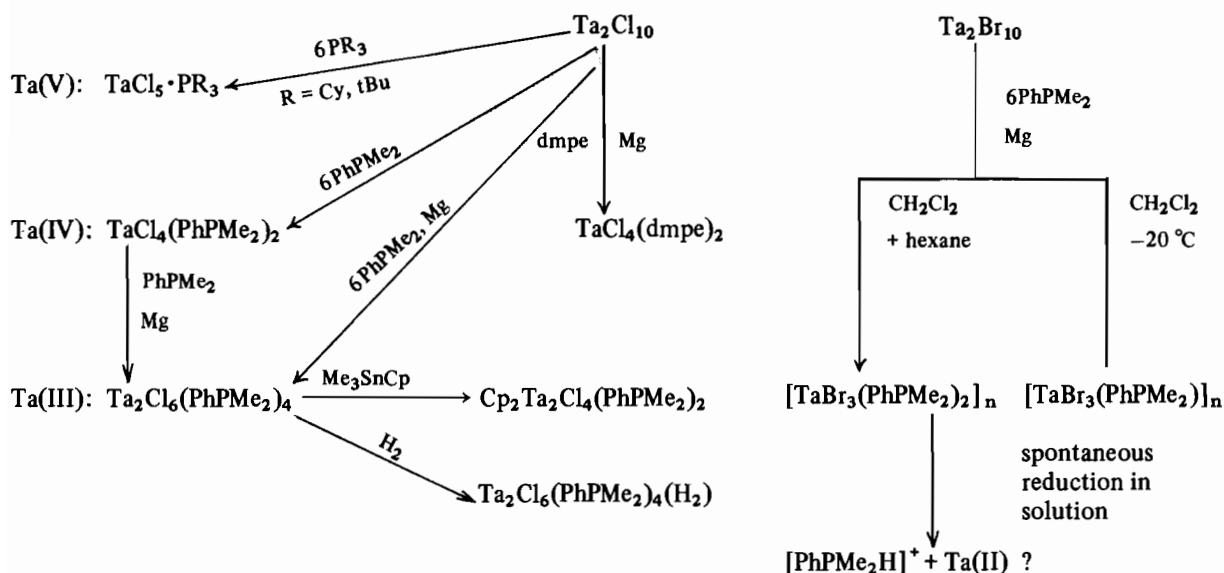 Ta₂Cl₁₀
Ta₂Br₁₀
6PR₃
Ta(V): TaCl₅·PR₃
R = Cy, tBu
6PhPMe₂
Mg
dmpe Mg
6PhPMe₂
CH₂Cl₂
+ hexane
CH₂Cl₂
−20 °C
Ta(IV): TaCl₄(PhPMe₂)₂
TaCl₄(dmpe)₂
6PhPMe₂, Mg
PhPMe₂
Mg
Me₃SnCp
Ta(III): Ta₂Cl₆(PhPMe₂)₄
Cp₂Ta₂Cl₄(PhPMe₂)₂
[TaBr₃(PhPMe₂)₂]ₙ
[TaBr₃(PhPMe₂)]ₙ
H₂
Ta₂Cl₆(PhPMe₂)₄(H₂)
spontaneous
reduction in
solution
[PhPMe₂H]⁺ + Ta(II) ?